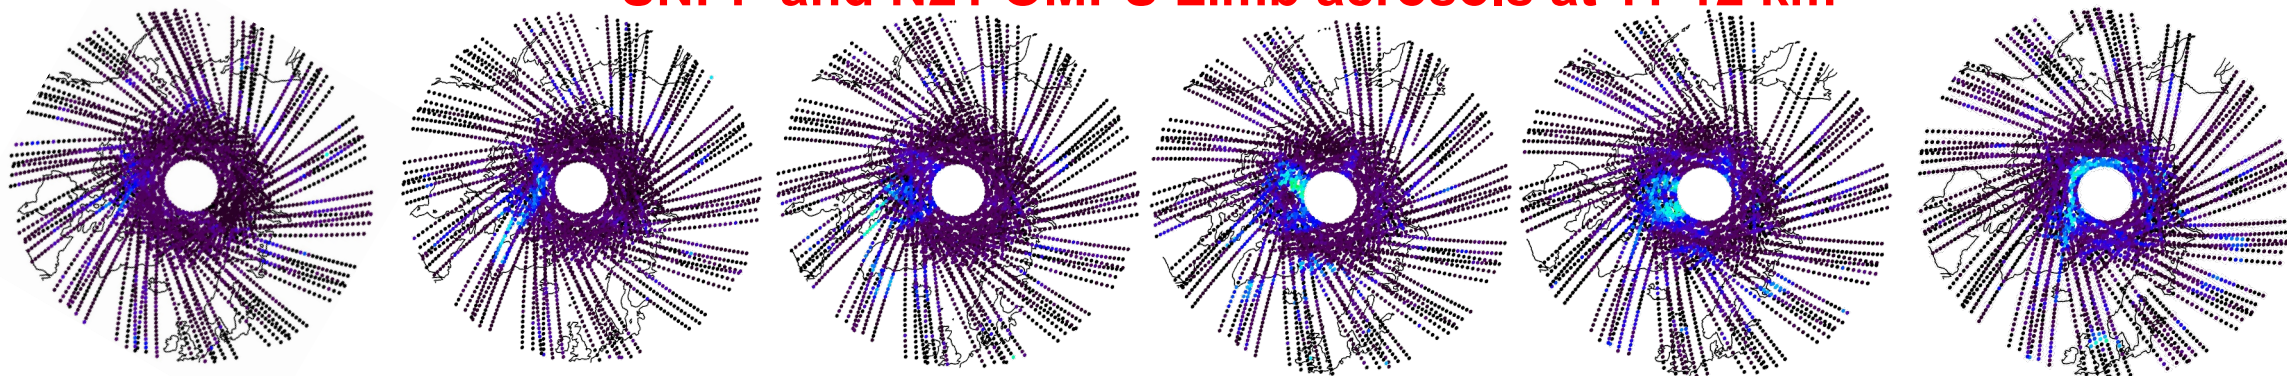 SNPP and N21 OMPS Limb aerosols at 11-12 km